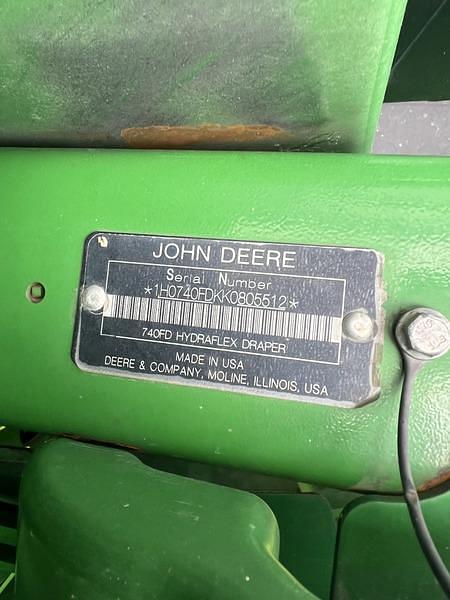 JOHN DEERE
Serial Number
*1H0740FDKK0805512*
740FD HYDRAFLEX DRAPER
MADE IN USA
DEERE & COMPANY, MOLINE, ILLINOIS, USA